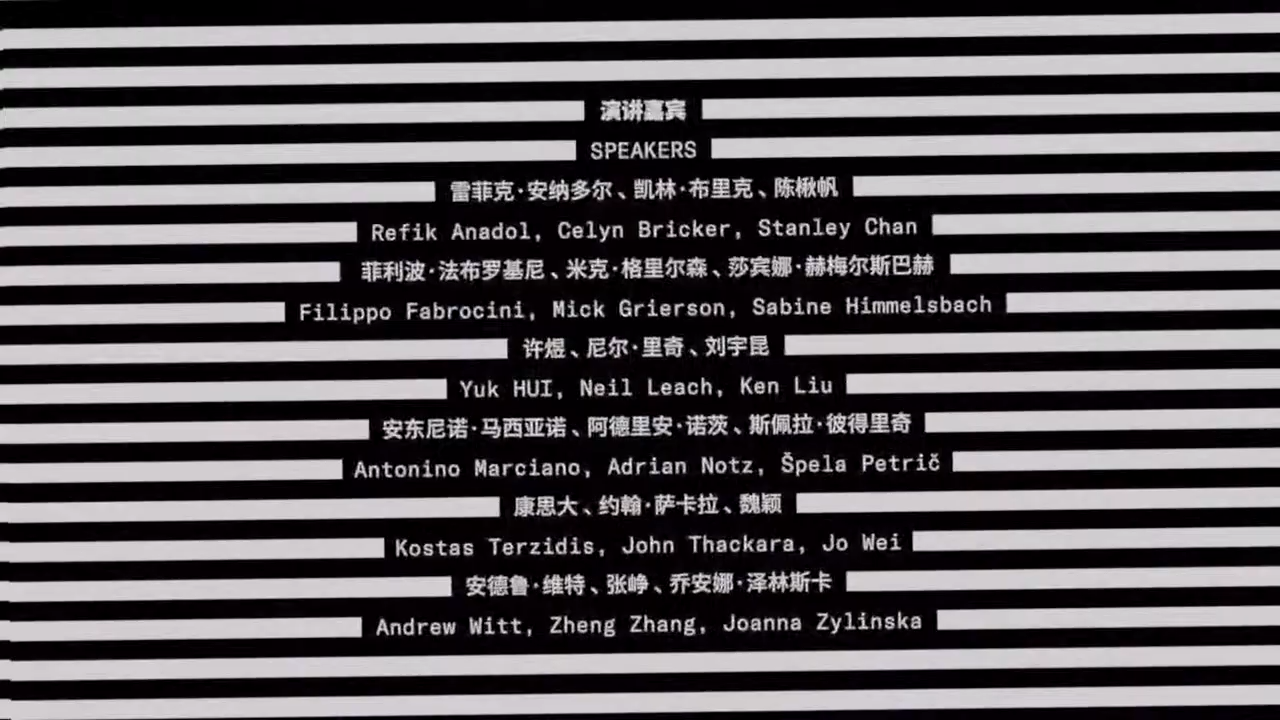 演讲嘉宾
SPEAKERS
雷菲克·安纳多尔、凯林·布里克、陈楸帆
Refik Anadol, Celyn Bricker, Stanley Chan
菲利波·法布罗基尼、米克·格里尔森、莎宾娜·赫梅尔斯巴赫
Filippo Fabrocini, Mick Grierson, Sabine Himmelsbach
许煜、尼尔·里奇、刘宇昆
Yuk HUI, Neil Leach, Ken Liu
安东尼诺·马西亚诺、阿德里安·诺茨、斯佩拉·彼得里奇
Antonino Marciano, Adrian Notz, Špela Petrič
康思大、约翰·萨卡拉、魏颖
Kostas Terzidis, John Thackara, Jo Wei
安德鲁·维特、张峥、乔安娜·泽林斯卡
Andrew Witt, Zheng Zhang, Joanna Zylinska